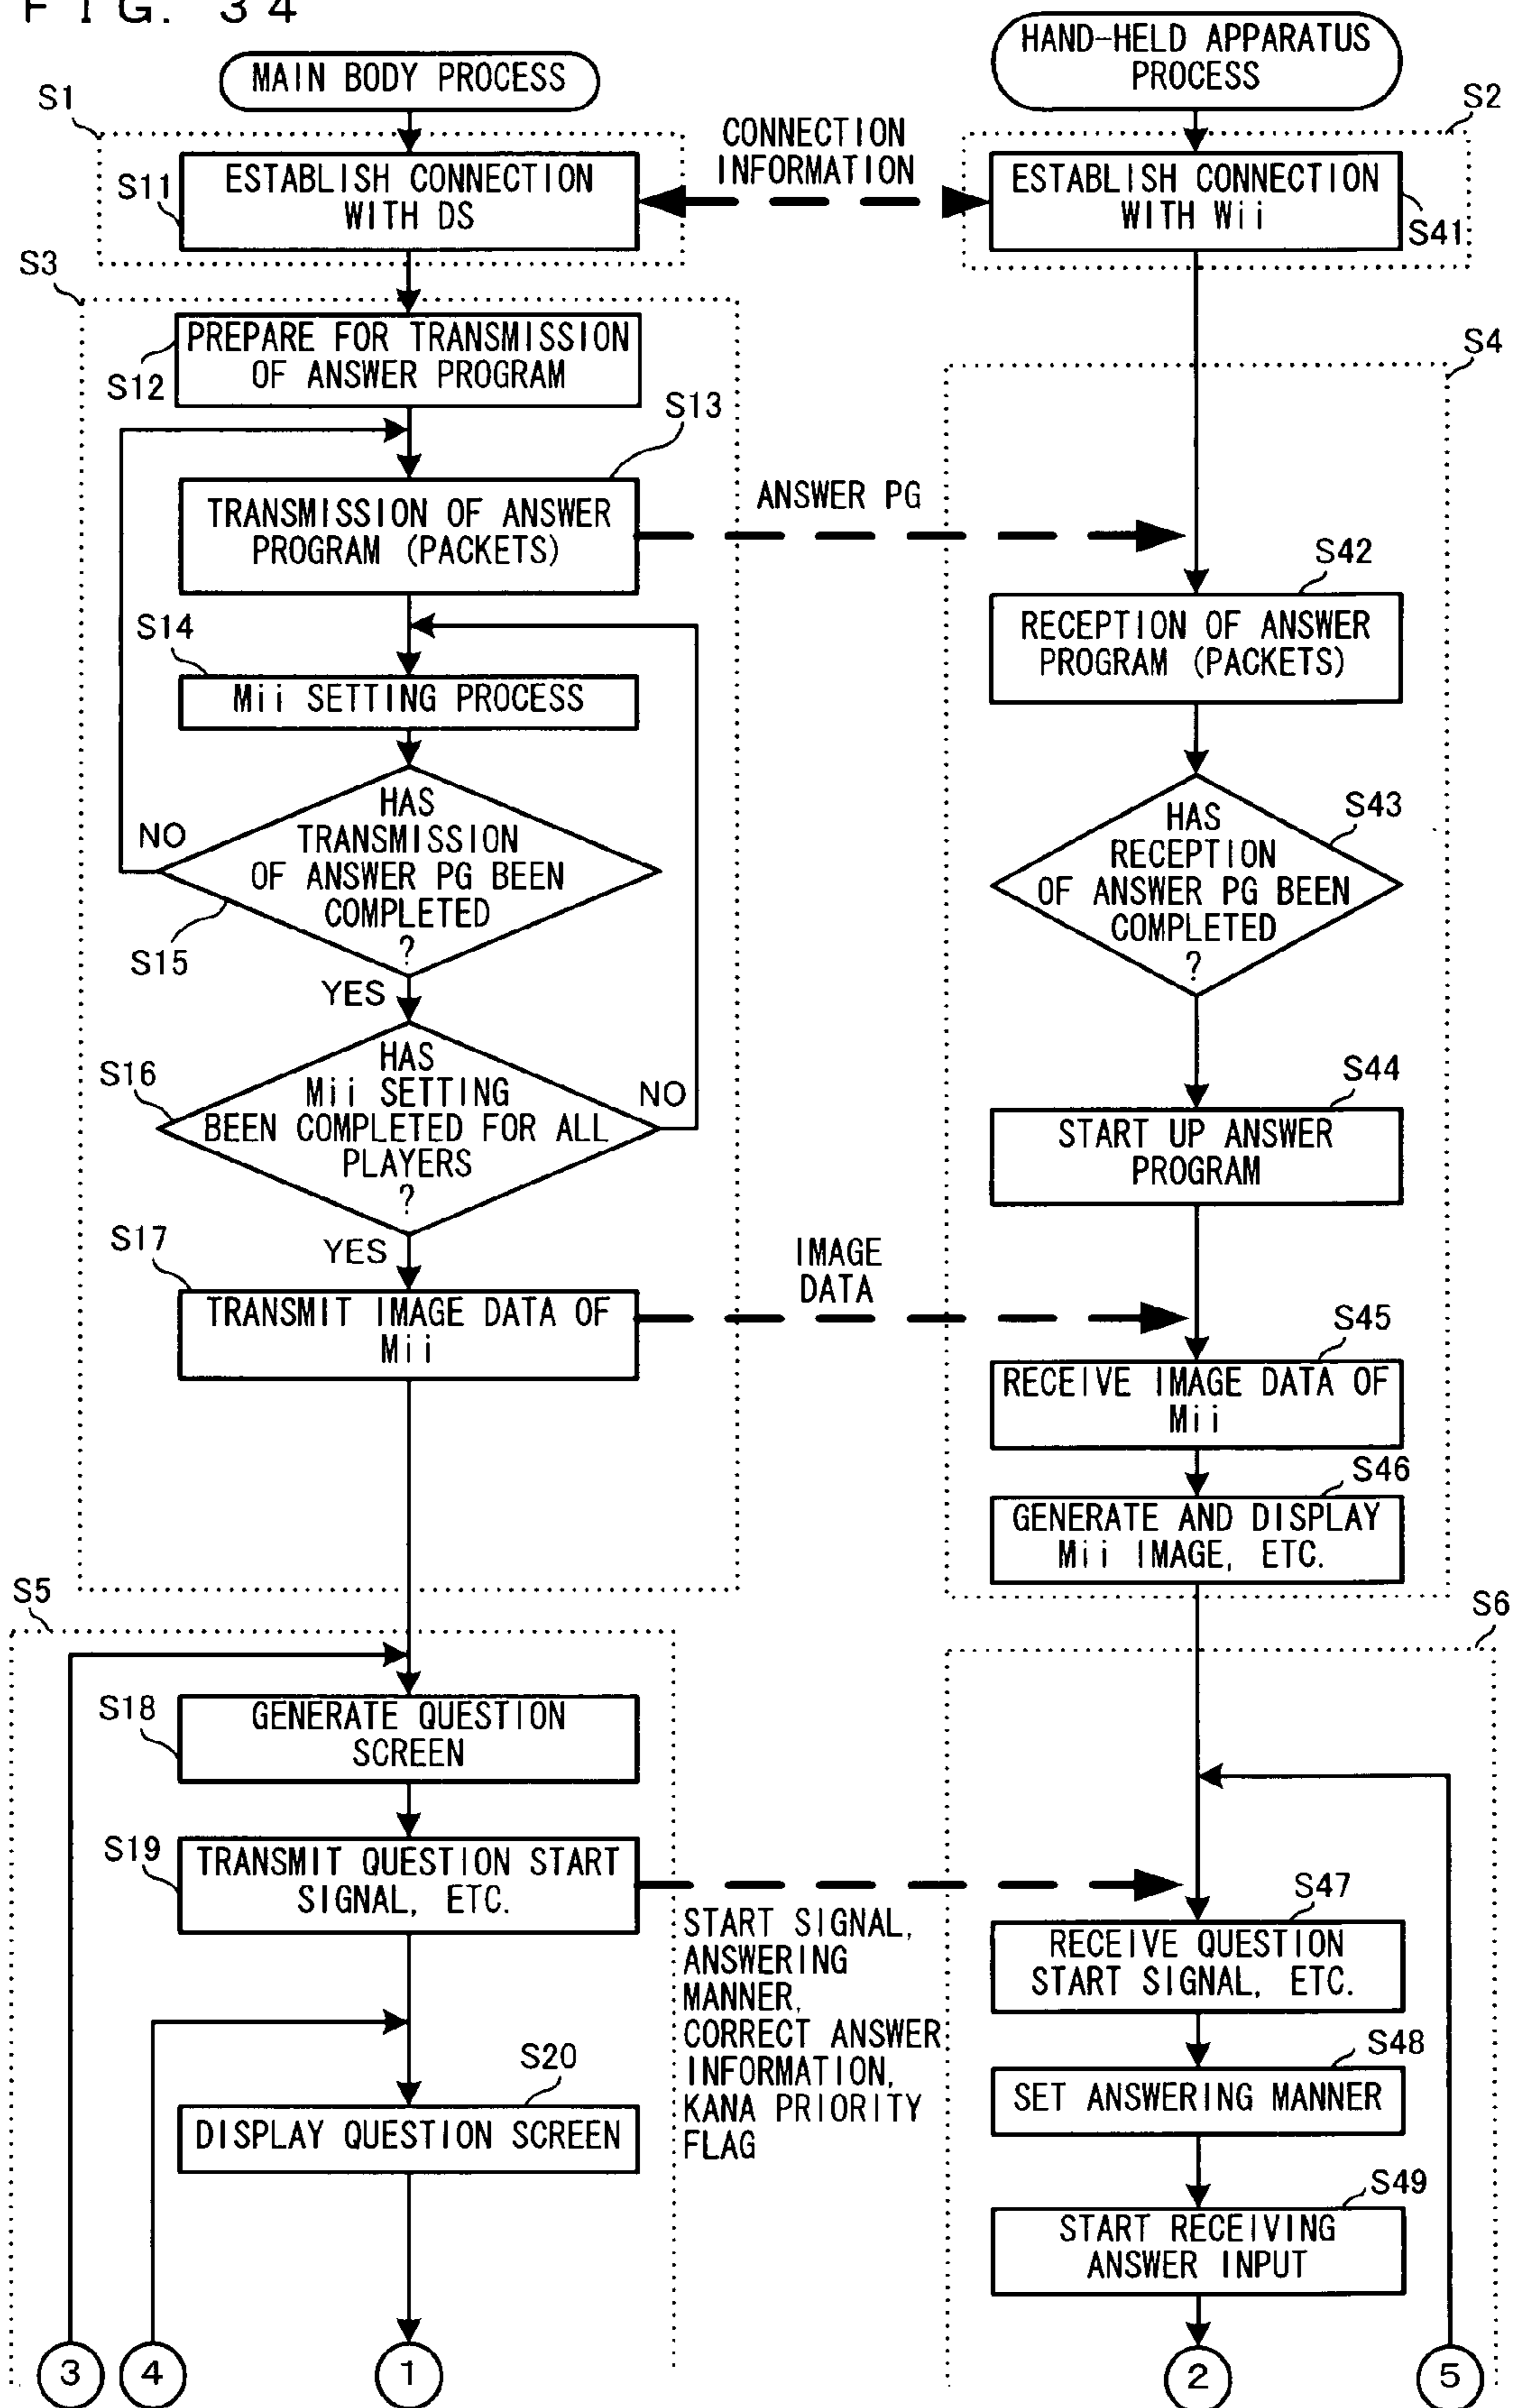 FIG. 34
MAIN BODY PROCESS
HAND-HELD APPARATUS
PROCESS
S1
S2
CONNECTION
INFORMATION
S11
ESTABLISH CONNECTION
WITH DS
ESTABLISH CONNECTION
WITH Wii
S41
S3
PREPARE FOR TRANSMISSION
OF ANSWER PROGRAM
S12
S4
S13
TRANSMISSION OF ANSWER
PROGRAM (PACKETS)
ANSWER PG
S42
RECEPTION OF ANSWER
PROGRAM (PACKETS)
S14
Mii SETTING PROCESS
HAS
TRANSMISSION
OF ANSWER PG BEEN
COMPLETED
?
NO
S15
YES
S43
HAS
RECEPTION
OF ANSWER PG BEEN
COMPLETED
?
S16
HAS
Mii SETTING
BEEN COMPLETED FOR ALL
PLAYERS
?
NO
YES
S44
START UP ANSWER
PROGRAM
S17
TRANSMIT IMAGE DATA OF
Mii
IMAGE
DATA
S45
RECEIVE IMAGE DATA OF
Mii
S46
GENERATE AND DISPLAY
Mii IMAGE, ETC.
S5
S6
S18
GENERATE QUESTION
SCREEN
S19
TRANSMIT QUESTION START
SIGNAL, ETC.
START SIGNAL,
ANSWERING
MANNER,
CORRECT ANSWER
INFORMATION,
KANA PRIORITY
FLAG
S47
RECEIVE QUESTION
START SIGNAL, ETC.
S48
SET ANSWERING MANNER
S20
DISPLAY QUESTION SCREEN
S49
START RECEIVING
ANSWER INPUT
3
4
1
2
5